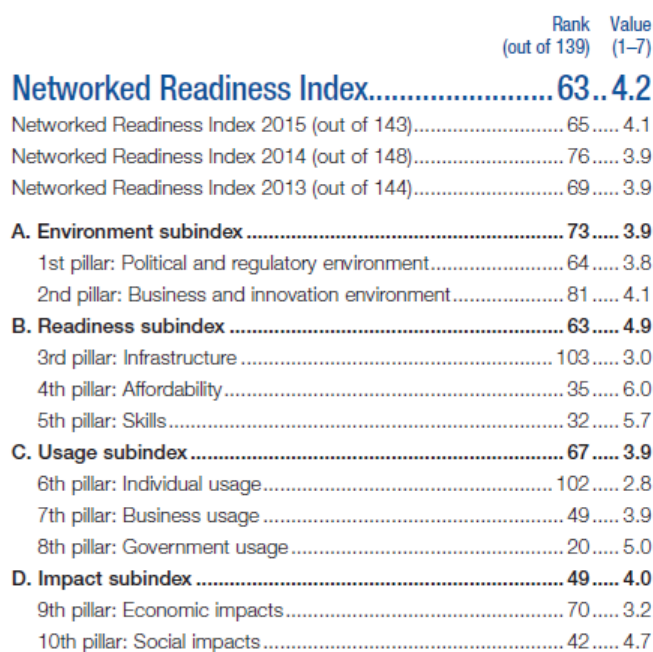 Rank Value
(out of 139) (1–7)
Networked Readiness Index........................63..4.2
Networked Readiness Index 2015 (out of 143)...........................65.....4.1
Networked Readiness Index 2014 (out of 148)...........................76.....3.9
Networked Readiness Index 2013 (out of 144)...........................69.....3.9
A. Environment subindex.........................................................73.....3.9
1st pillar: Political and regulatory environment........................64.....3.8
2nd pillar: Business and innovation environment....................81.....4.1
B. Readiness subindex............................................................63.....4.9
3rd pillar: Infrastructure.........................................................103.....3.0
4th pillar: Affordability..............................................................35.....6.0
5th pillar: Skills.........................................................................32.....5.7
C. Usage subindex...................................................................67.....3.9
6th pillar: Individual usage.....................................................102.....2.8
7th pillar: Business usage.......................................................49.....3.9
8th pillar: Government usage..................................................20.....5.0
D. Impact subindex..................................................................49.....4.0
9th pillar: Economic impacts...................................................70.....3.2
10th pillar: Social impacts.......................................................42.....4.7